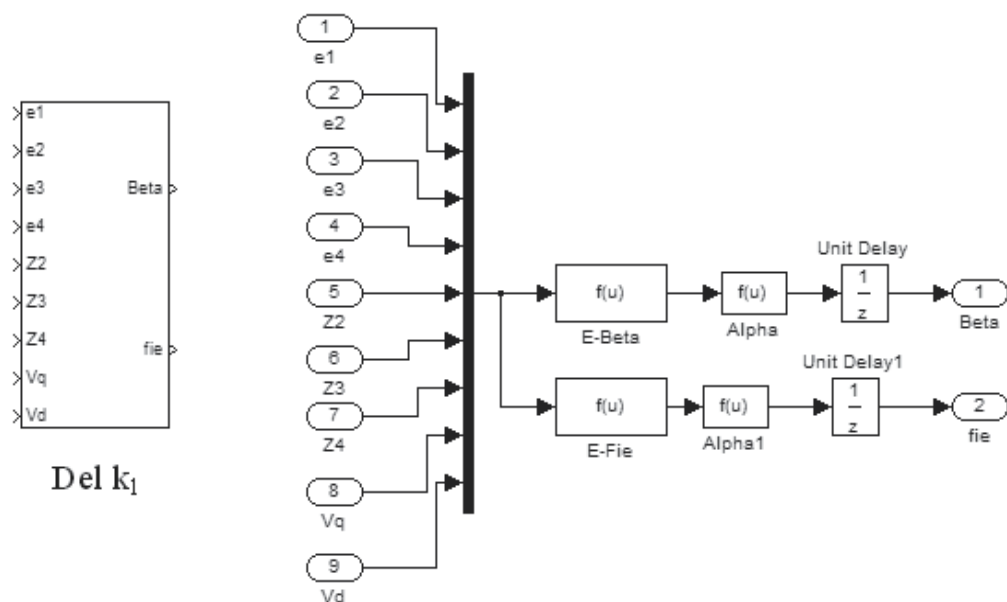 e1
e2
e3
e4
Z2
Z3
Z4
Vq
Vd
Beta
fie
Del k1
1
e1
2
e2
3
e3
4
e4
5
Z2
6
Z3
7
Z4
8
Vq
9
Vd
f(u)
E-Beta
f(u)
Alpha
Unit Delay
1
z
1
Beta
f(u)
E-Fie
f(u)
Alpha1
Unit Delay1
1
z
2
fie